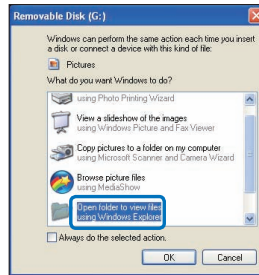 Removable Disk (G:)
Windows can perform the same action each time you insert
a disk or connect a device with this kind of file:
Pictures
What do you want Windows to do?
using Photo Printing Wizard
View a slideshow of the images
using Windows Picture and Fax Viewer
Copy pictures to a folder on my computer
using Microsoft Scanner and Camera Wizard
Browse picture files
using MediaShow
Open folder to view files
using Windows Explorer
Always do the selected action.
OK
Cancel